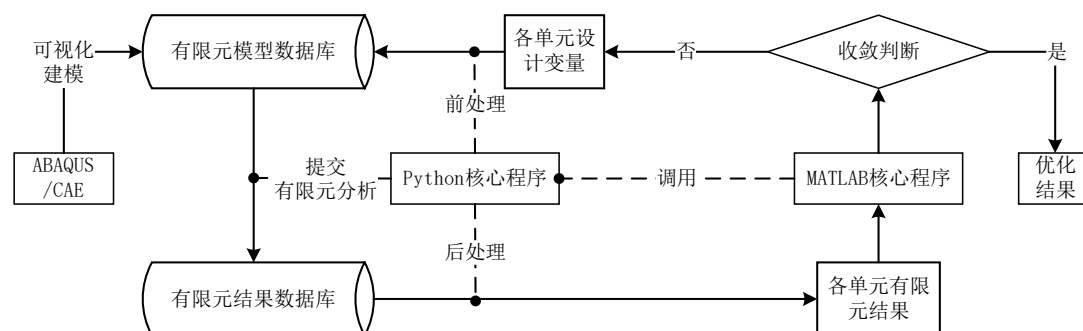 可视化
建模
有限元模型数据库
各单元设
计变量
否
收敛判断
是
前处理
ABAQUS
/CAE
提交
有限元分析
Python核心程序
调用
MATLAB核心程序
优化
结果
后处理
有限元结果数据库
各单元有限
元结果